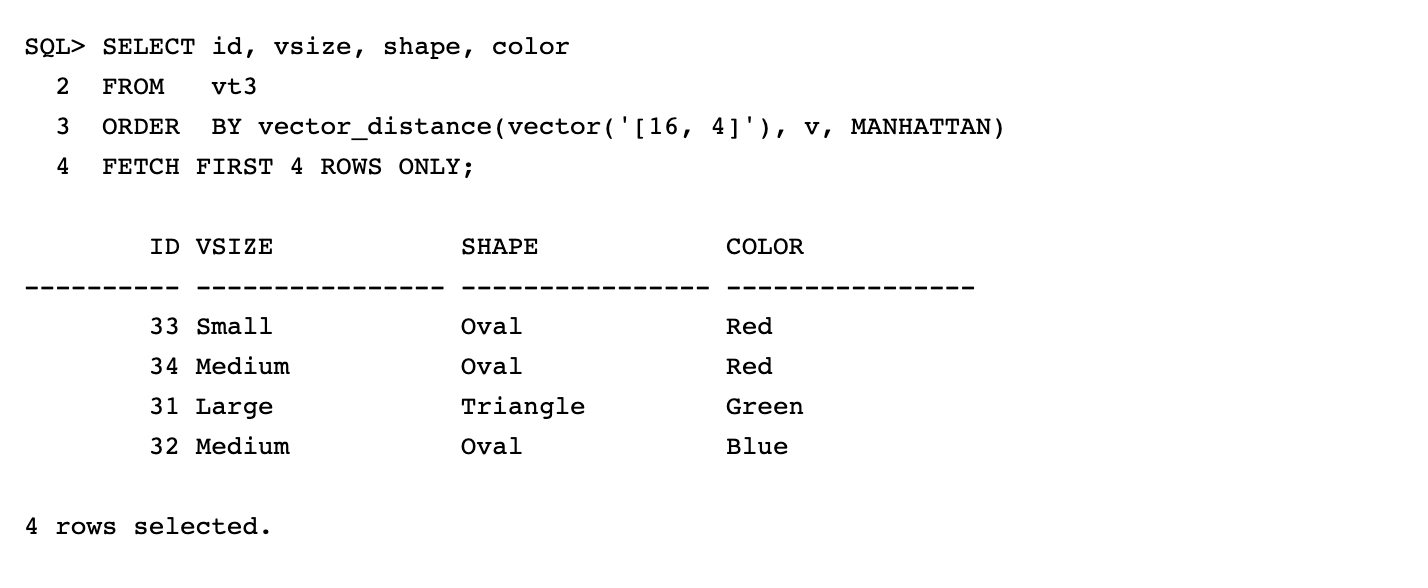 SQL> SELECT id, vsize, shape, color
  2  FROM   vt3
  3  ORDER  BY vector_distance(vector('[16, 4]'), v, MANHATTAN)
  4  FETCH FIRST 4 ROWS ONLY;

        ID VSIZE            SHAPE            COLOR
---------- ---------------- ---------------- ----------------
        33 Small            Oval             Red
        34 Medium           Oval             Red
        31 Large            Triangle         Green
        32 Medium           Oval             Blue

4 rows selected.